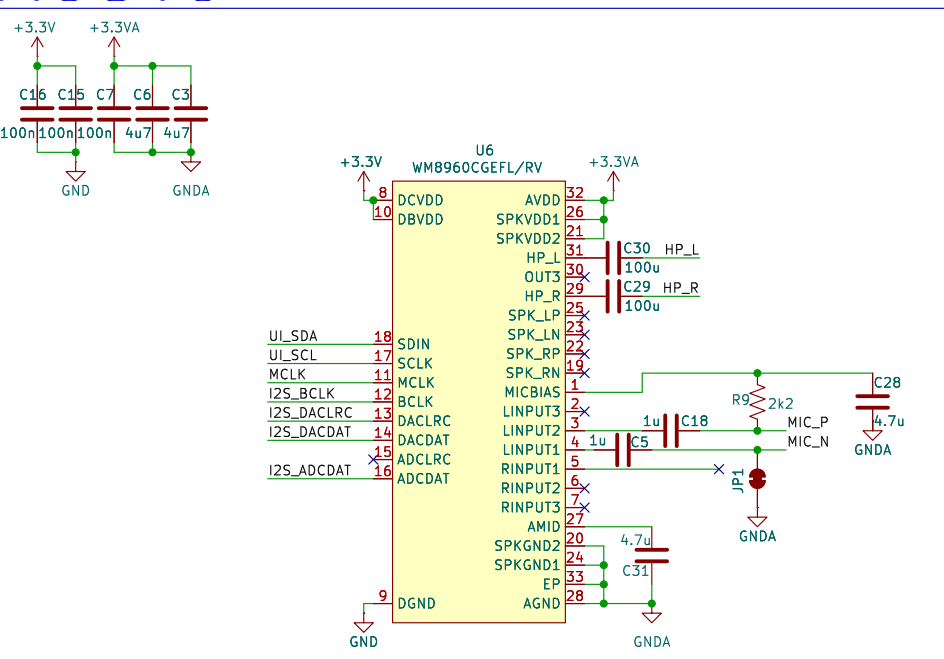 +3.3V +3.3VA
C16 C15 C7 C6 C3
100n 100n 100n 4u7 4u7
GND GNDA
U6
WM8960CGEFL/RV
+3.3V +3.3VA
8 DCVDD AVDD 32
10 DBVDD SPKVDD1 26
SPKVDD2 21
HP_L 31 C30 HP_L
100u
OUT3 30
HP_R 29 C29 HP_R
100u
SPK_LP 25
SPK_LN 23
UI_SDA 18 SDIN
SPK_RP 22
UI_SCL 17 SCLK
SPK_RN 19
MCLK 11 MCLK
MICBIAS 1 R9 2k2 C28 4.7u GNDA
I2S_BCLK 12 BCLK
LINPUT3 2
I2S_DACLRC 13 DACLRC
LINPUT2 3 1u C18 MIC_P
I2S_DACDAT 14 DACDAT
LINPUT1 4 1u C5 MIC_N
15 ADCLRC
RINPUT1 5 JP1 GNDA
I2S_ADCDAT 16 ADCDAT
RINPUT2 6
RINPUT3 7
AMID 27
SPKGND2 20 4.7u
SPKGND1 24 C31
EP 33
9 DGND AGND 28
GND GNDA